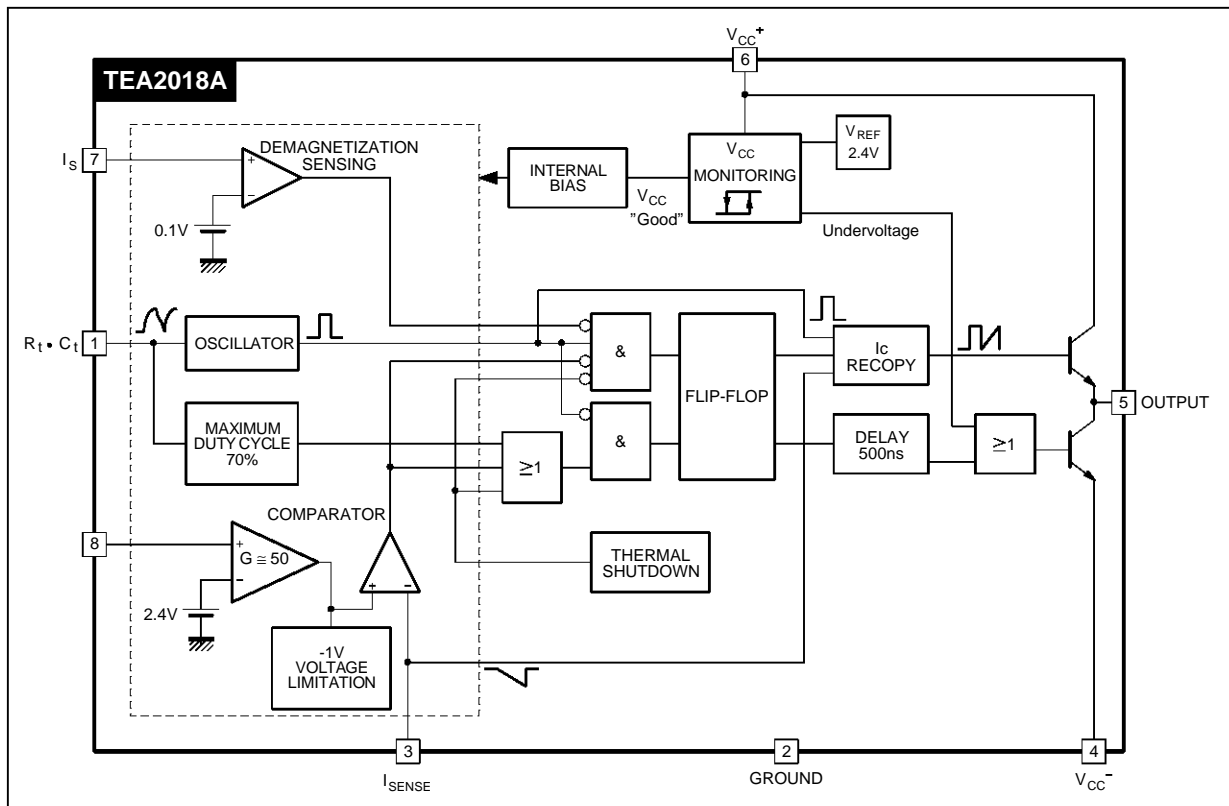 TEA2018A
VCC+
6
7
IS
DEMAGNETIZATION
SENSING
+
−
0.1V
INTERNAL
BIAS
VCC
"Good"
VCC
MONITORING
VREF
2.4V
Undervoltage
Rt • Ct
1
OSCILLATOR
MAXIMUM
DUTY CYCLE
70%
&
&
≥1
FLIP-FLOP
Ic
RECOPY
DELAY
500ns
≥1
5
OUTPUT
COMPARATOR
8
+
−
G ≅ 50
2.4V
+
−
-1V
VOLTAGE
LIMITATION
THERMAL
SHUTDOWN
3
ISENSE
2
GROUND
4
VCC-